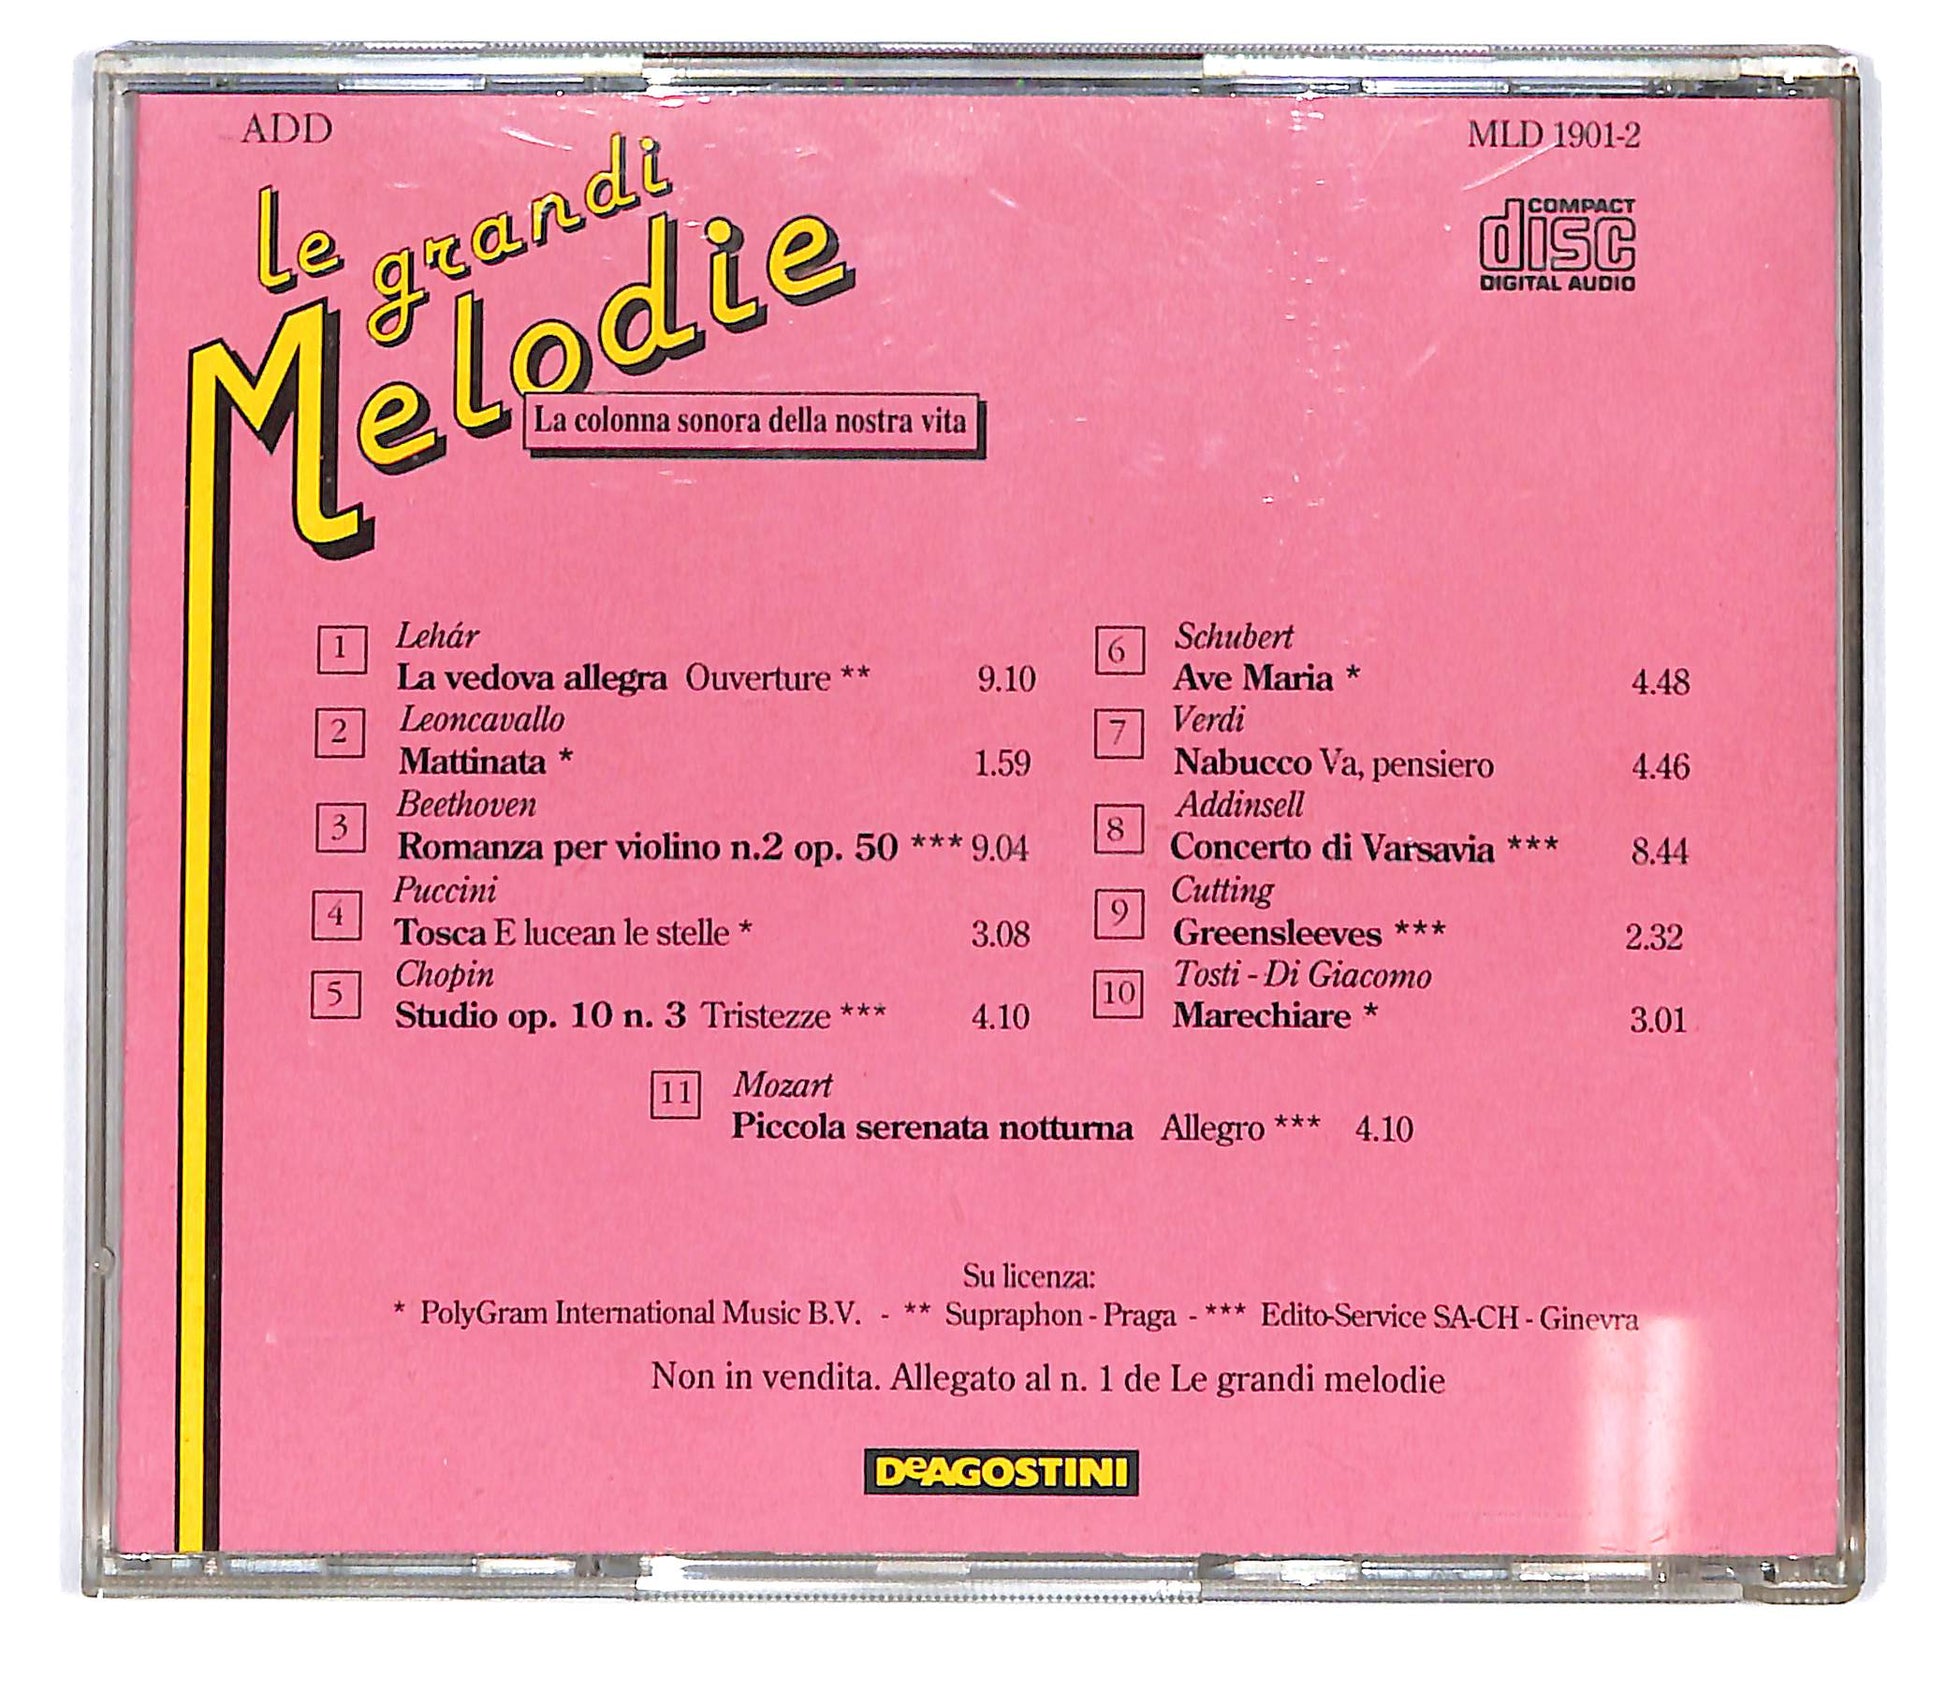 ADD
MLD 1901-2
COMPACT
disc
DIGITAL AUDIO
le grandi
Melodie
La colonna sonora della nostra vita
1 Lehár
La vedova allegra Ouverture ** 9.10
2 Leoncavallo
Mattinata * 1.59
3 Beethoven
Romanza per violino n.2 op. 50 *** 9.04
4 Puccini
Tosca E lucean le stelle * 3.08
5 Chopin
Studio op. 10 n. 3 Tristezze *** 4.10
6 Schubert
Ave Maria * 4.48
7 Verdi
Nabucco Va, pensiero 4.46
8 Addinsell
Concerto di Varsavia *** 8.44
9 Cutting
Greensleeves *** 2.32
10 Tosti - Di Giacomo
Marechiare * 3.01
11 Mozart
Piccola serenata notturna Allegro *** 4.10
Su licenza:
* PolyGram International Music B.V. - ** Supraphon - Praga - *** Edito-Service SA-CH - Ginevra
Non in vendita. Allegato al n. 1 de Le grandi melodie
DeAGOSTINI